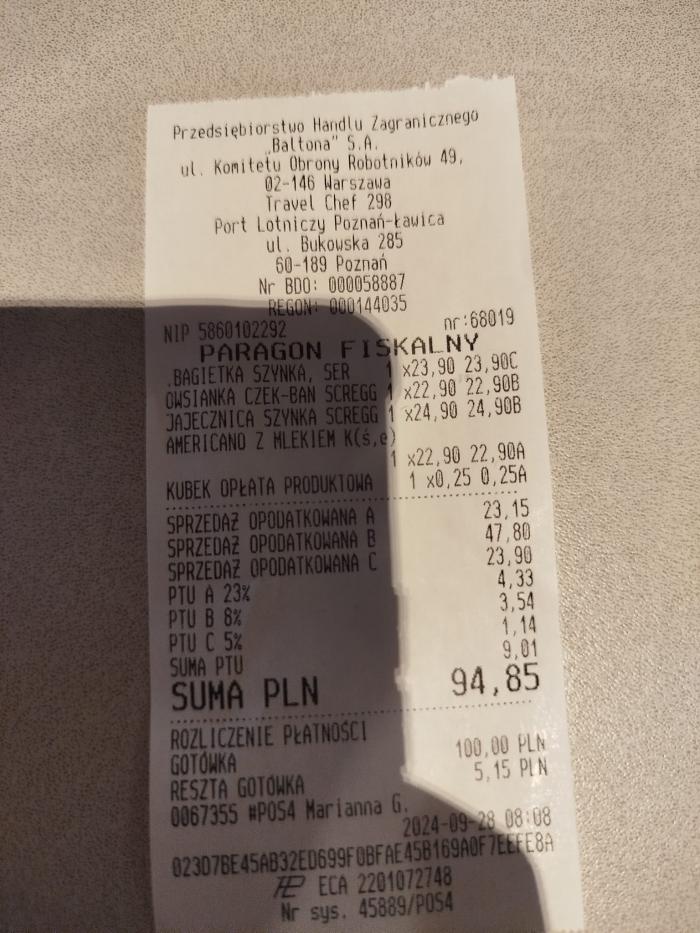 Przedsiębiorstwo Handlu Zagranicznego
„Baltona" S.A.
ul. Komitetu Obrony Robotników 49,
02-146 Warszawa
Travel Chef 298
Port Lotniczy Poznań-Ławica
ul. Bukowska 285
60-189 Poznań
Nr BDO: 000058887
REGON: 000144035
NIP 5860102292 nr:68019
PARAGON FISKALNY
.BAGIETKA SZYNKA, SER 1 x23,90 23,90C
OWSIANKA CZEK-BAN SCREGG 1 x22,90 22,90B
JAJECZNICA SZYNKA SCREGG 1 x24,90 24,90B
AMERICANO Z MLEKIEM K(ś,e)
1 x22,90 22,90A
KUBEK OPŁATA PRODUKTOWA 1 x0,25 0,25A
SPRZEDAŻ OPODATKOWANA A 23,15
SPRZEDAŻ OPODATKOWANA B 47,80
SPRZEDAŻ OPODATKOWANA C 23,90
PTU A 23% 4,33
PTU B 8% 3,54
PTU C 5% 1,14
SUMA PTU 9,01
SUMA PLN 94,85
ROZLICZENIE PŁATNOŚCI
GOTÓWKA 100,00 PLN
RESZTA GOTÓWKA 5,15 PLN
0067355 #POS4 Marianna G.
2024-09-28 08:08
023D7BE45AB32ED699F0BFAE45B169A0F7EEFE8A
ECA 2201072748
Nr sys. 45889/POS4